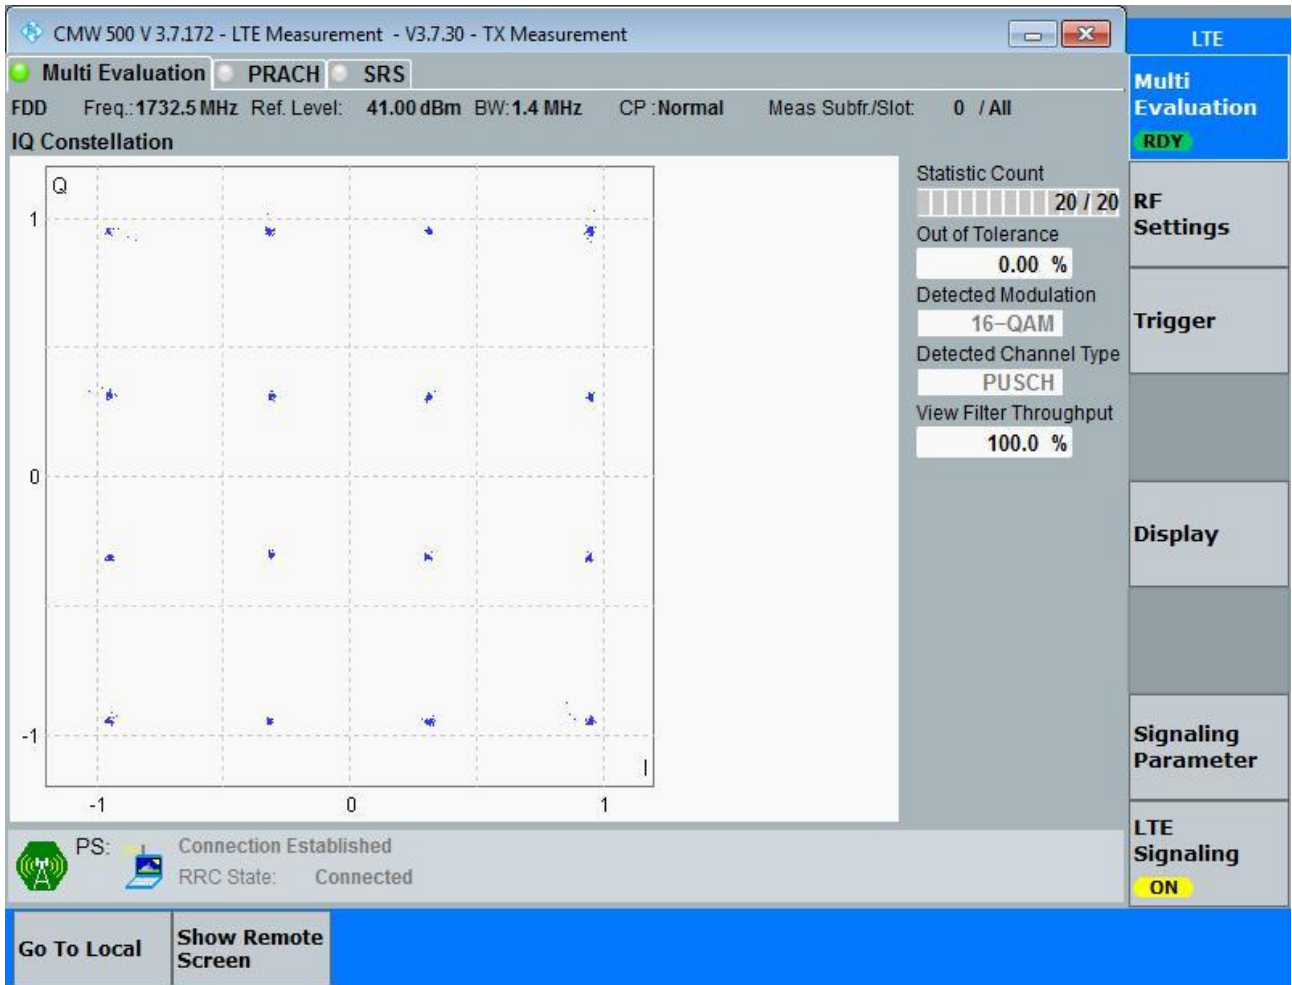 CMW 500 V 3.7.172 - LTE Measurement - V3.7.30 - TX Measurement
LTE
Multi Evaluation PRACH SRS
FDD Freq.: 1732.5 MHz Ref. Level: 41.00 dBm BW: 1.4 MHz CP : Normal Meas Subfr./Slot: 0 / All
IQ Constellation
Q
1
0
-1
I
-1 0 1
Statistic Count
20 / 20
Out of Tolerance
0.00 %
Detected Modulation
16-QAM
Detected Channel Type
PUSCH
View Filter Throughput
100.0 %
Multi
Evaluation
RDY
RF
Settings
Trigger
Display
Signaling
Parameter
LTE
Signaling
ON
PS: Connection Established
RRC State: Connected
Go To Local
Show Remote
Screen